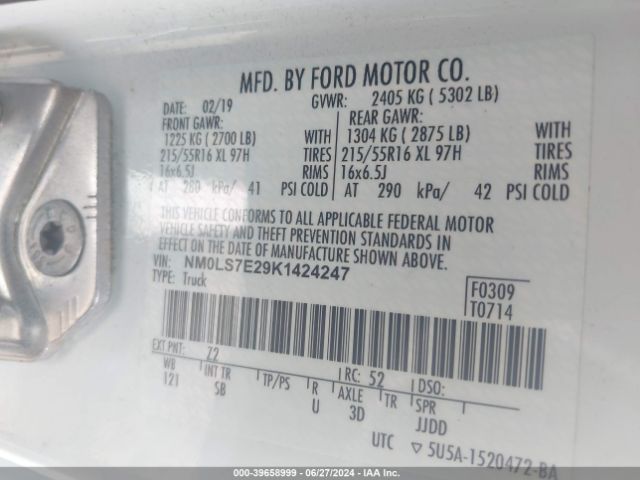 MFD. BY FORD MOTOR CO.
DATE: 02/19 GVWR: 2405 KG ( 5302 LB)
FRONT GAWR: REAR GAWR:
1225 KG ( 2700 LB) WITH 1304 KG ( 2875 LB) WITH
215/55R16 XL 97H TIRES 215/55R16 XL 97H TIRES
16x6.5J RIMS 16x6.5J RIMS
AT 280 kPa/ 41 PSI COLD AT 290 kPa/ 42 PSI COLD
THIS VEHICLE CONFORMS TO ALL APPLICABLE FEDERAL MOTOR
VEHICLE SAFETY AND THEFT PREVENTION STANDARDS IN
EFFECT ON THE DATE OF MANUFACTURE SHOWN ABOVE.
VIN: NM0LS7E29K1424247
TYPE: Truck
F0309
T0714
EXT PNT: Z2 RC: 52 DSO:
WB INT TR TP/PS R AXLE TR SPR
121 SB U 3D JJDD
UTC ▽ 5U5A-1520472-BA
© IMAGE: 0000-39658999 | 06/27/2024 | IAA Inc.